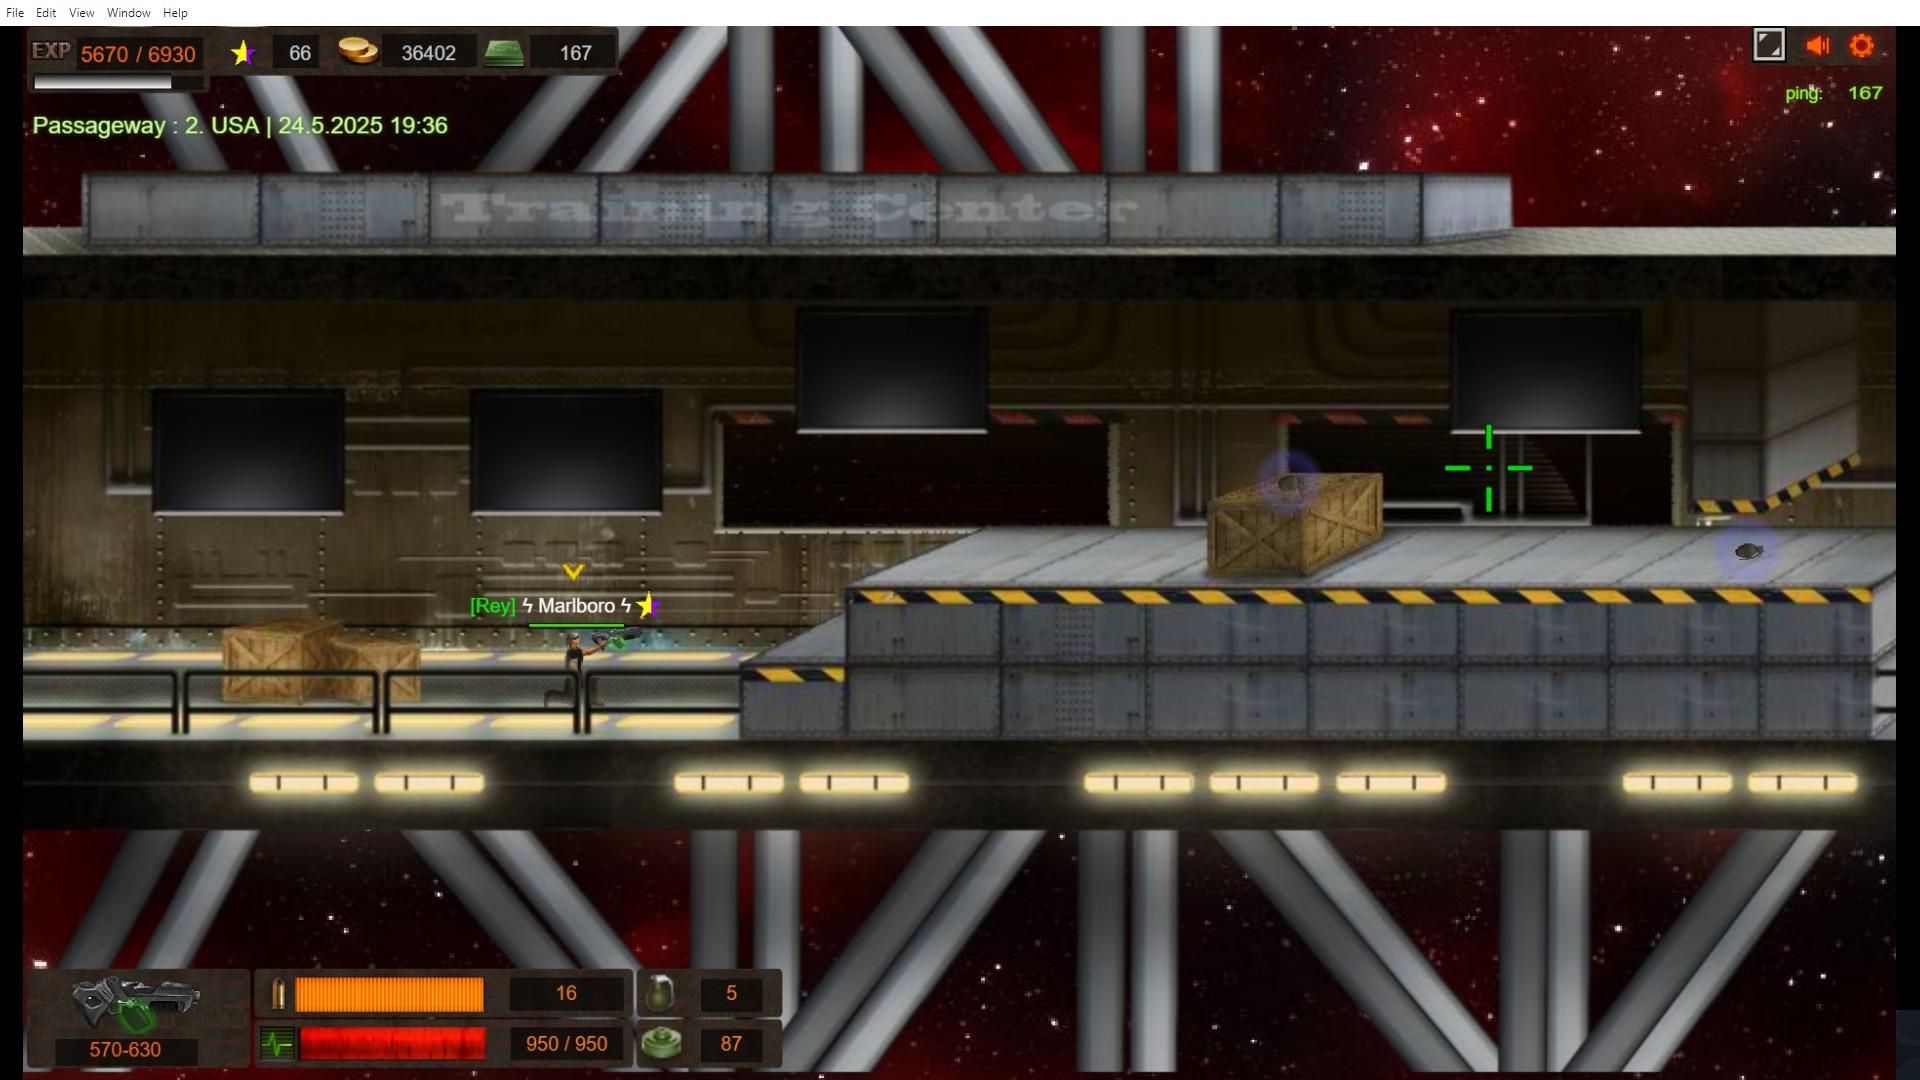 File Edit View Window Help
EXP 5670 / 6930 66 36402 167
ping: 167
Passageway : 2. USA | 24.5.2025 19:36
Training Center
[Rey] ϟ Marlboro ϟ
16 5
570-630 950 / 950 87